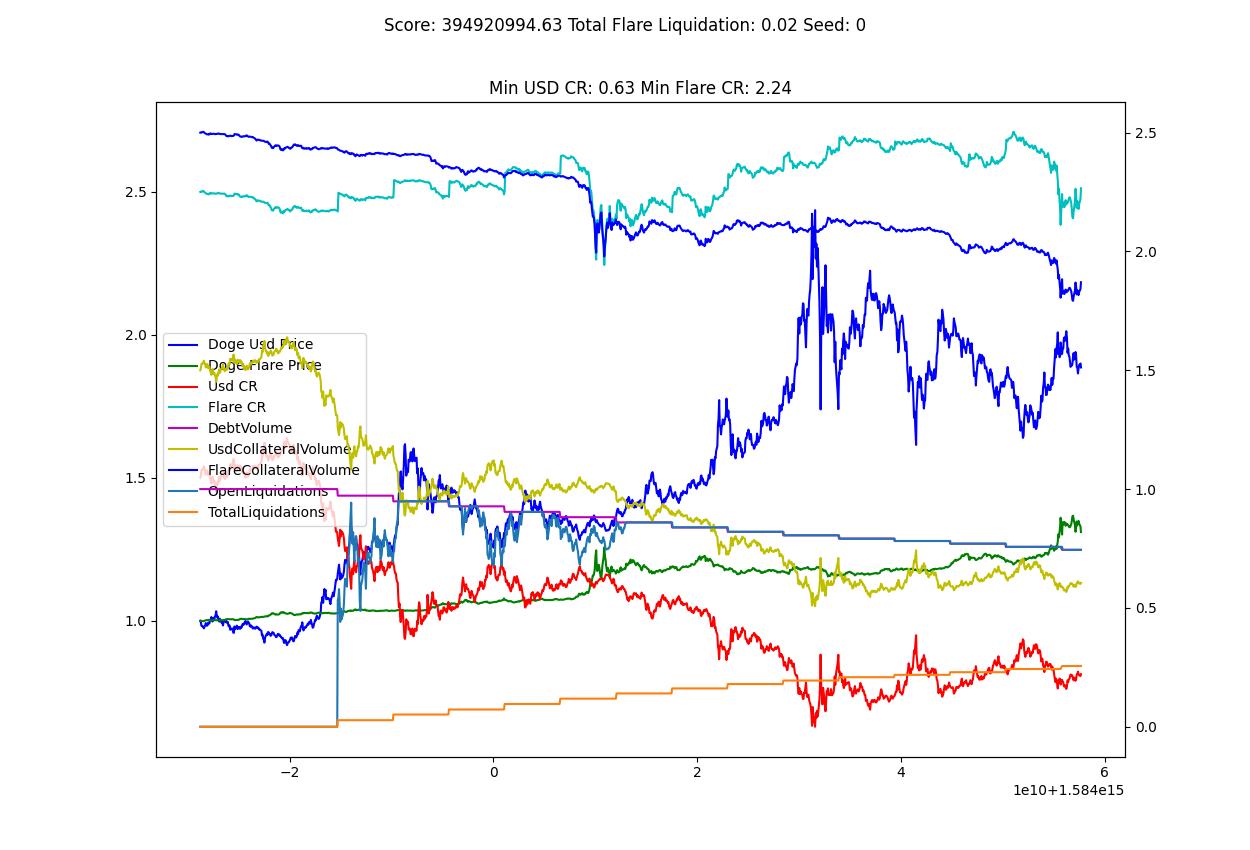 Score: 394920994.63 Total Flare Liquidation: 0.02 Seed: 0
Min USD CR: 0.63 Min Flare CR: 2.24
2.5
2.0
1.5
1.0
2.5
2.0
1.5
1.0
0.5
0.0
Doge Usd Price
Doge Flare Price
Usd CR
Flare CR
DebtVolume
UsdCollateralVolume
FlareCollateralVolume
OpenLiquidations
TotalLiquidations
−2
0
2
4
6
1e10+1.584e15